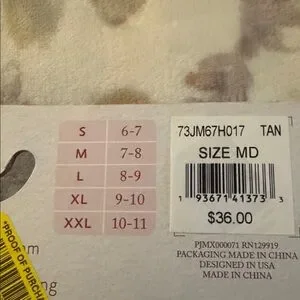 S 6-7
M 7-8
L 8-9
XL 9-10
XXL 10-11
73JM67H017 TAN
SIZE MD
1 93671 41373 3
$36.00
PJMX000071 RN129919
PACKAGING MADE IN CHINA
DESIGNED IN USA
MADE IN CHINA
PROOF OF PURCH